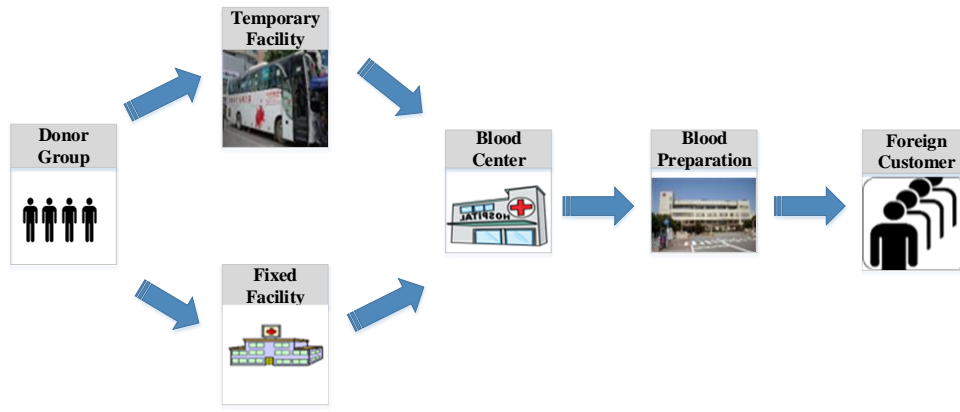 Temporary
Facility
Donor
Group
Blood
Center
HOSPITAL
Blood
Preparation
Foreign
Customer
Fixed
Facility